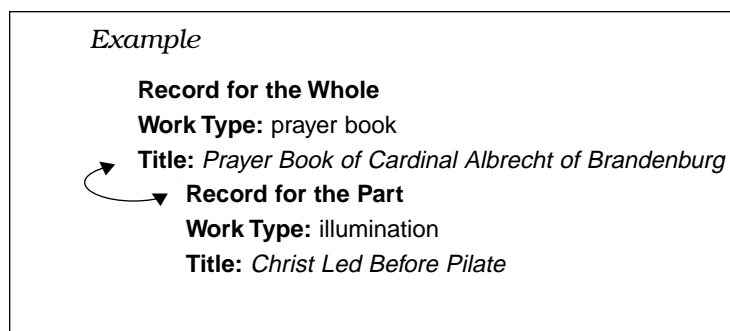 Example
Record for the Whole
Work Type: prayer book
Title: Prayer Book of Cardinal Albrecht of Brandenburg
Record for the Part
Work Type: illumination
Title: Christ Led Before Pilate